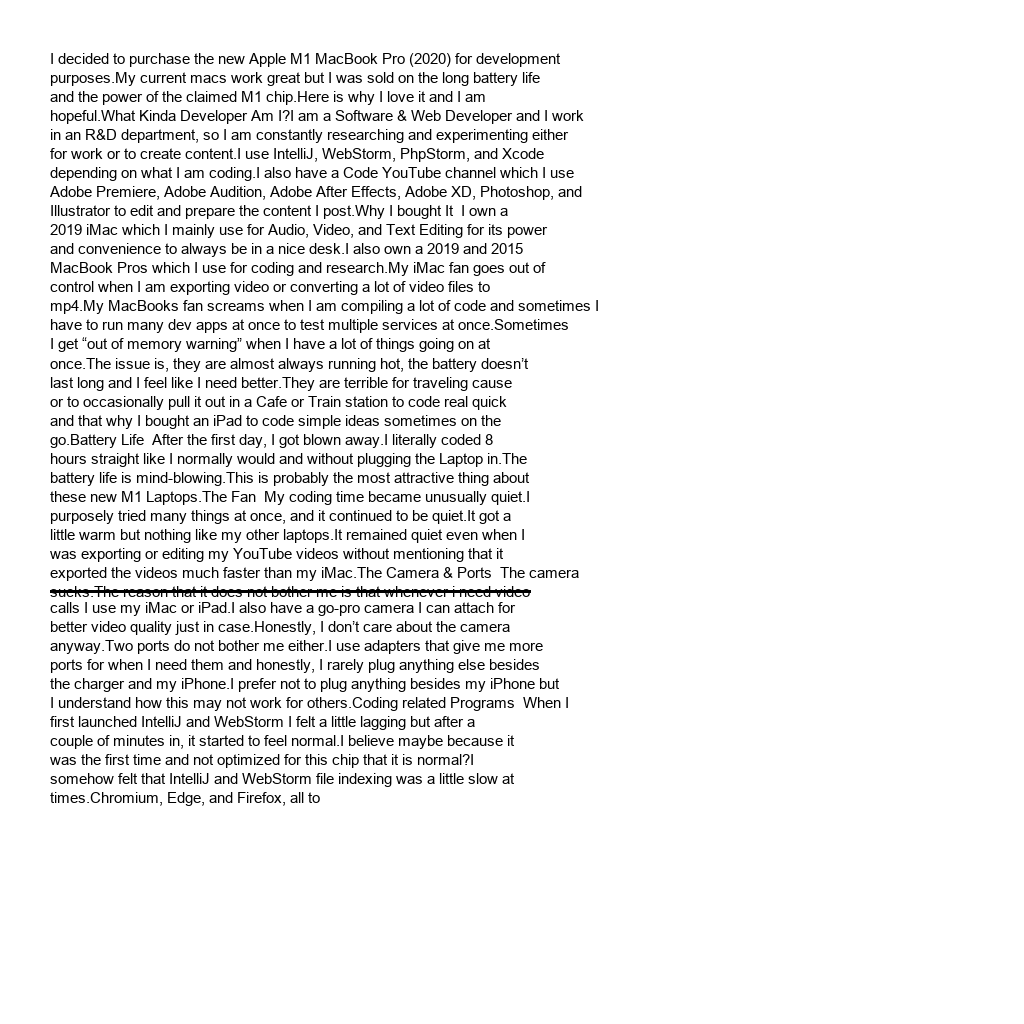 I decided to purchase the new Apple M1 MacBook Pro (2020) for development
purposes.My current macs work great but I was sold on the long battery life
and the power of the claimed M1 chip.Here is why I love it and I am
hopeful.What Kinda Developer Am I?I am a Software & Web Developer and I work
in an R&D department, so I am constantly researching and experimenting either
for work or to create content.I use IntelliJ, WebStorm, PhpStorm, and Xcode
depending on what I am coding.I also have a Code YouTube channel which I use
Adobe Premiere, Adobe Audition, Adobe After Effects, Adobe XD, Photoshop, and
Illustrator to edit and prepare the content I post.Why I bought It  I own a
2019 iMac which I mainly use for Audio, Video, and Text Editing for its power
and convenience to always be in a nice desk.I also own a 2019 and 2015
MacBook Pros which I use for coding and research.My iMac fan goes out of
control when I am exporting video or converting a lot of video files to
mp4.My MacBooks fan screams when I am compiling a lot of code and sometimes I
have to run many dev apps at once to test multiple services at once.Sometimes
I get “out of memory warning” when I have a lot of things going on at
once.The issue is, they are almost always running hot, the battery doesn’t
last long and I feel like I need better.They are terrible for traveling cause
or to occasionally pull it out in a Cafe or Train station to code real quick
and that why I bought an iPad to code simple ideas sometimes on the
go.Battery Life  After the first day, I got blown away.I literally coded 8
hours straight like I normally would and without plugging the Laptop in.The
battery life is mind-blowing.This is probably the most attractive thing about
these new M1 Laptops.The Fan  My coding time became unusually quiet.I
purposely tried many things at once, and it continued to be quiet.It got a
little warm but nothing like my other laptops.It remained quiet even when I
was exporting or editing my YouTube videos without mentioning that it
exported the videos much faster than my iMac.The Camera & Ports  The camera
sucks.The reason that it does not bother me is that whenever i need video
calls I use my iMac or iPad.I also have a go-pro camera I can attach for
better video quality just in case.Honestly, I don’t care about the camera
anyway.Two ports do not bother me either.I use adapters that give me more
ports for when I need them and honestly, I rarely plug anything else besides
the charger and my iPhone.I prefer not to plug anything besides my iPhone but
I understand how this may not work for others.Coding related Programs  When I
first launched IntelliJ and WebStorm I felt a little lagging but after a
couple of minutes in, it started to feel normal.I believe maybe because it
was the first time and not optimized for this chip that it is normal?I
somehow felt that IntelliJ and WebStorm file indexing was a little slow at
times.Chromium, Edge, and Firefox, all to